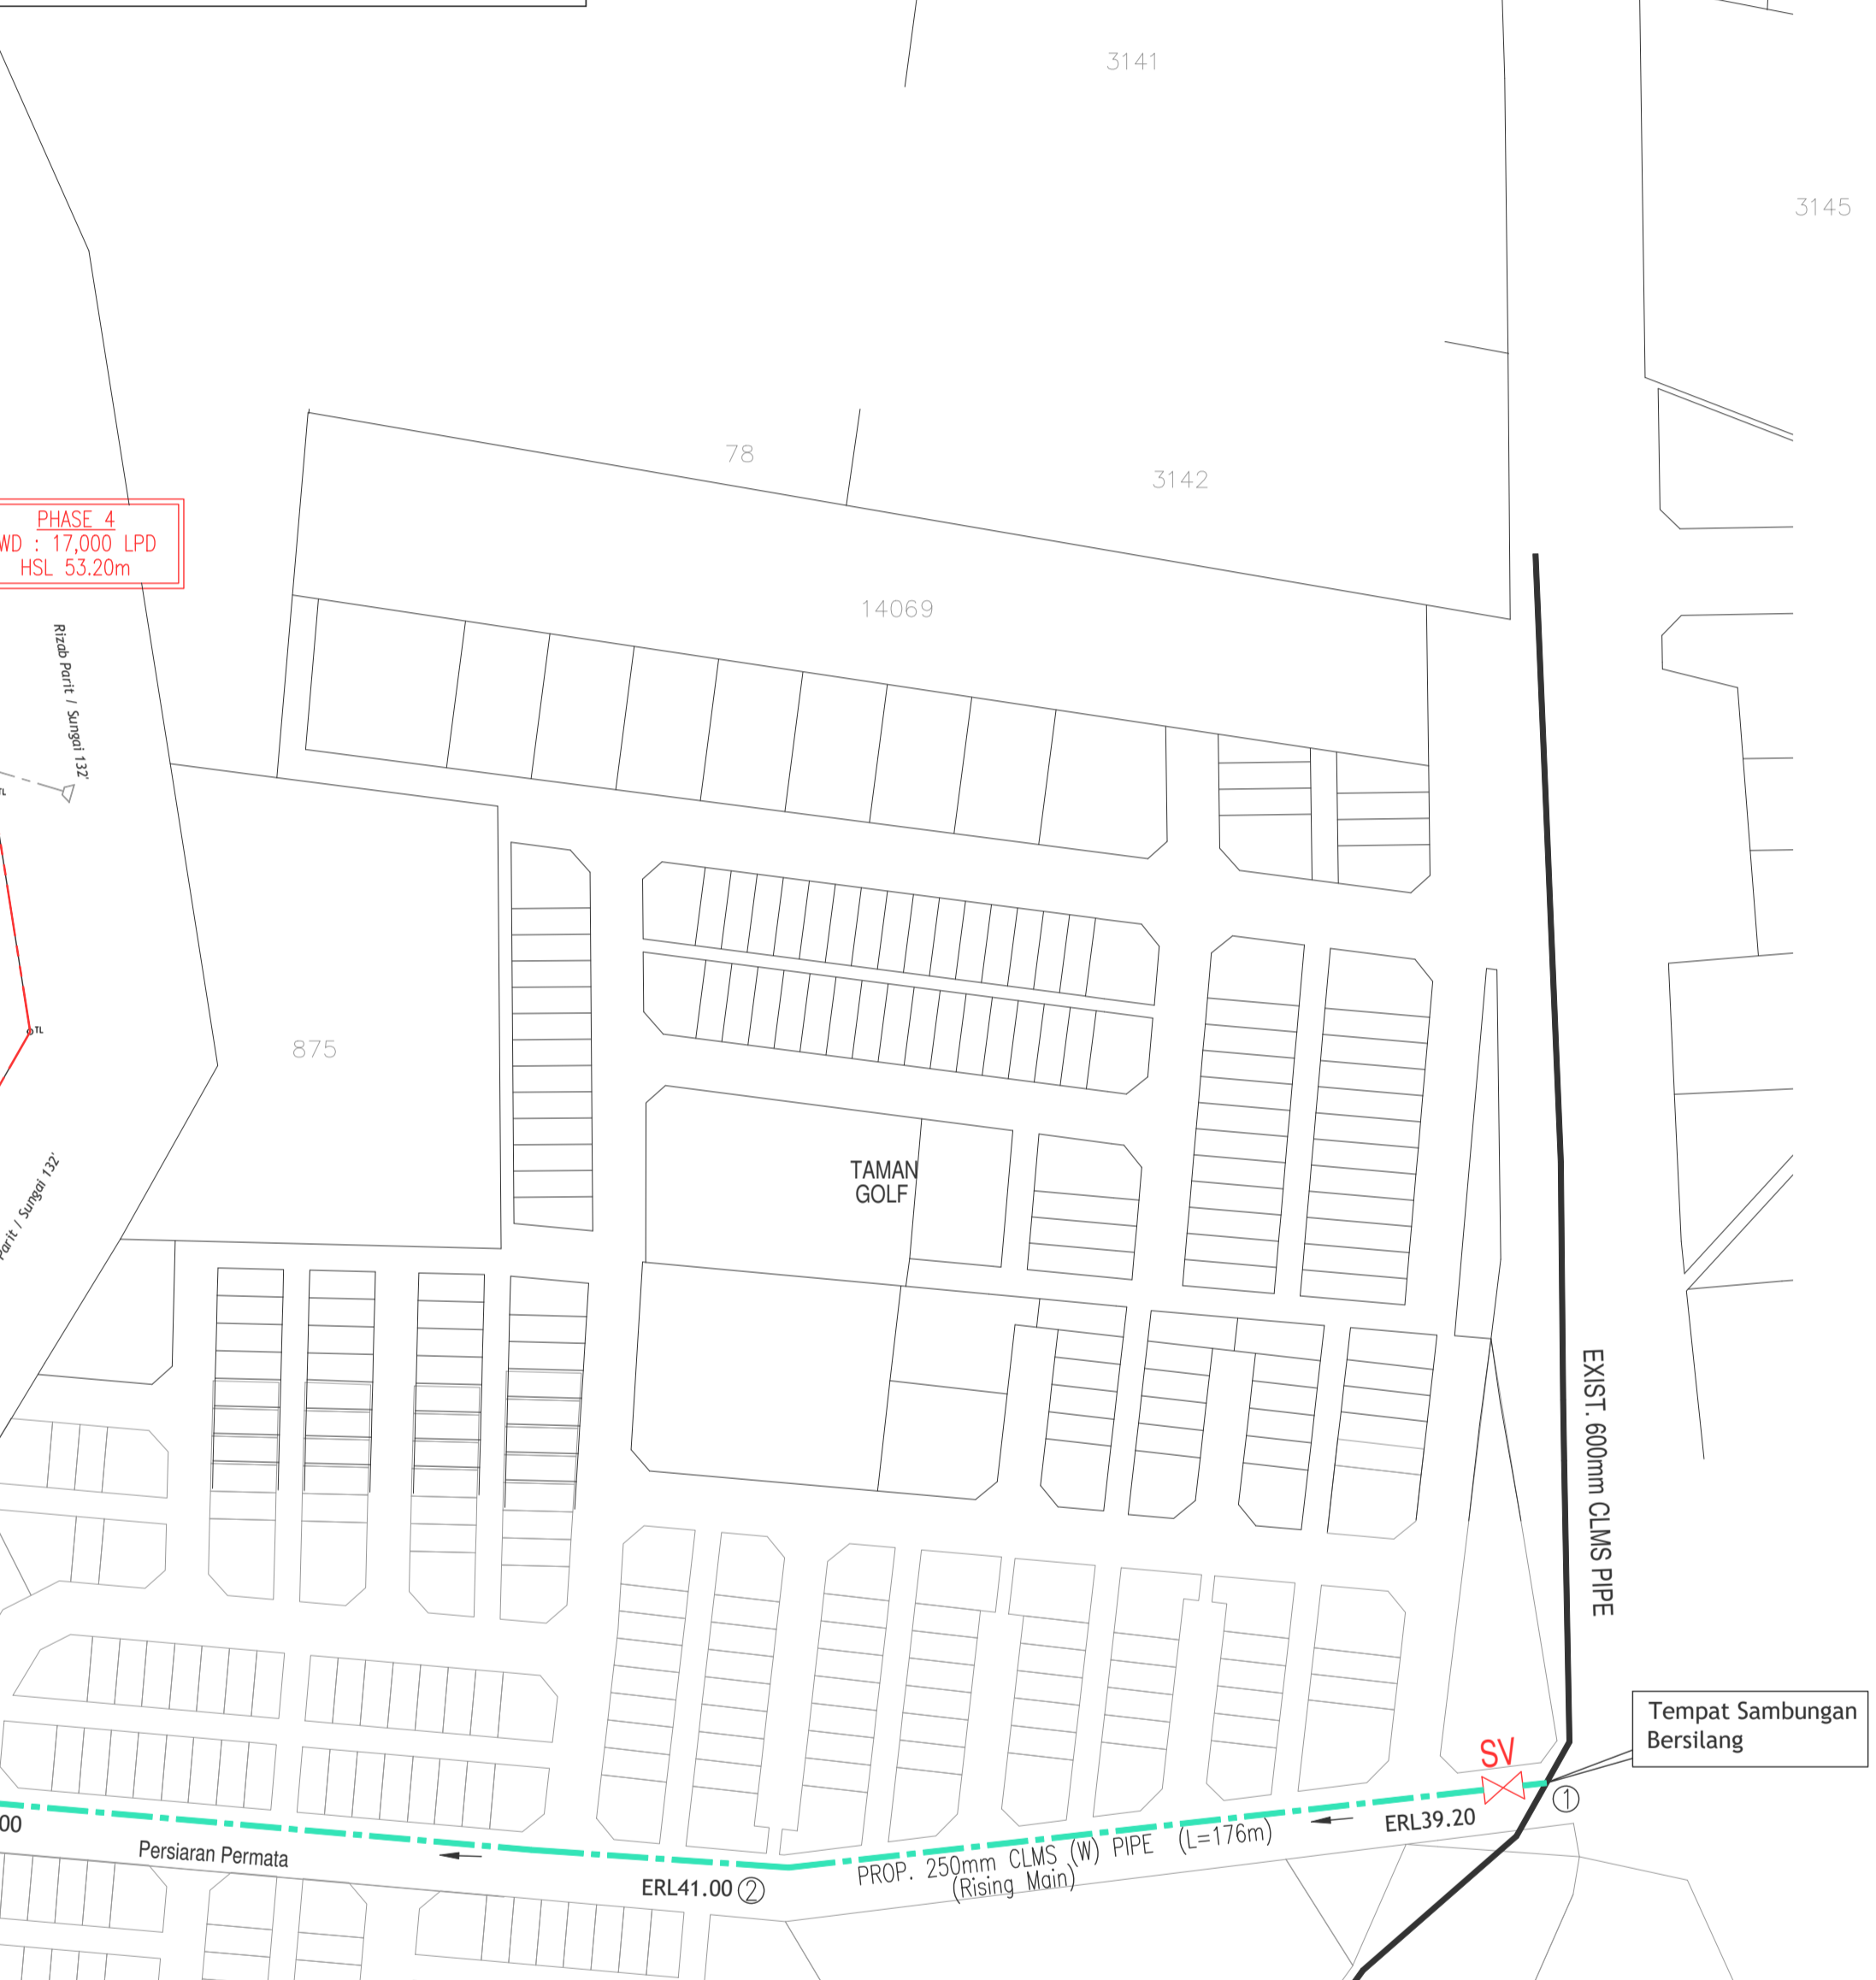 3141
3145
78
3142
PHASE 4
WD : 17,000 LPD
HSL 53.20m
14069
Rizab Parit / Sungai 132'
TL
TL
875
TAMAN
GOLF
Parit / Sungai 132'
EXIST. 600mm CLMS PIPE
Tempat Sambungan
Bersilang
SV
1
ERL39.20
PROP. 250mm CLMS (W) PIPE (L=176m)
(Rising Main)
00
Persiaran Permata
ERL41.00 2